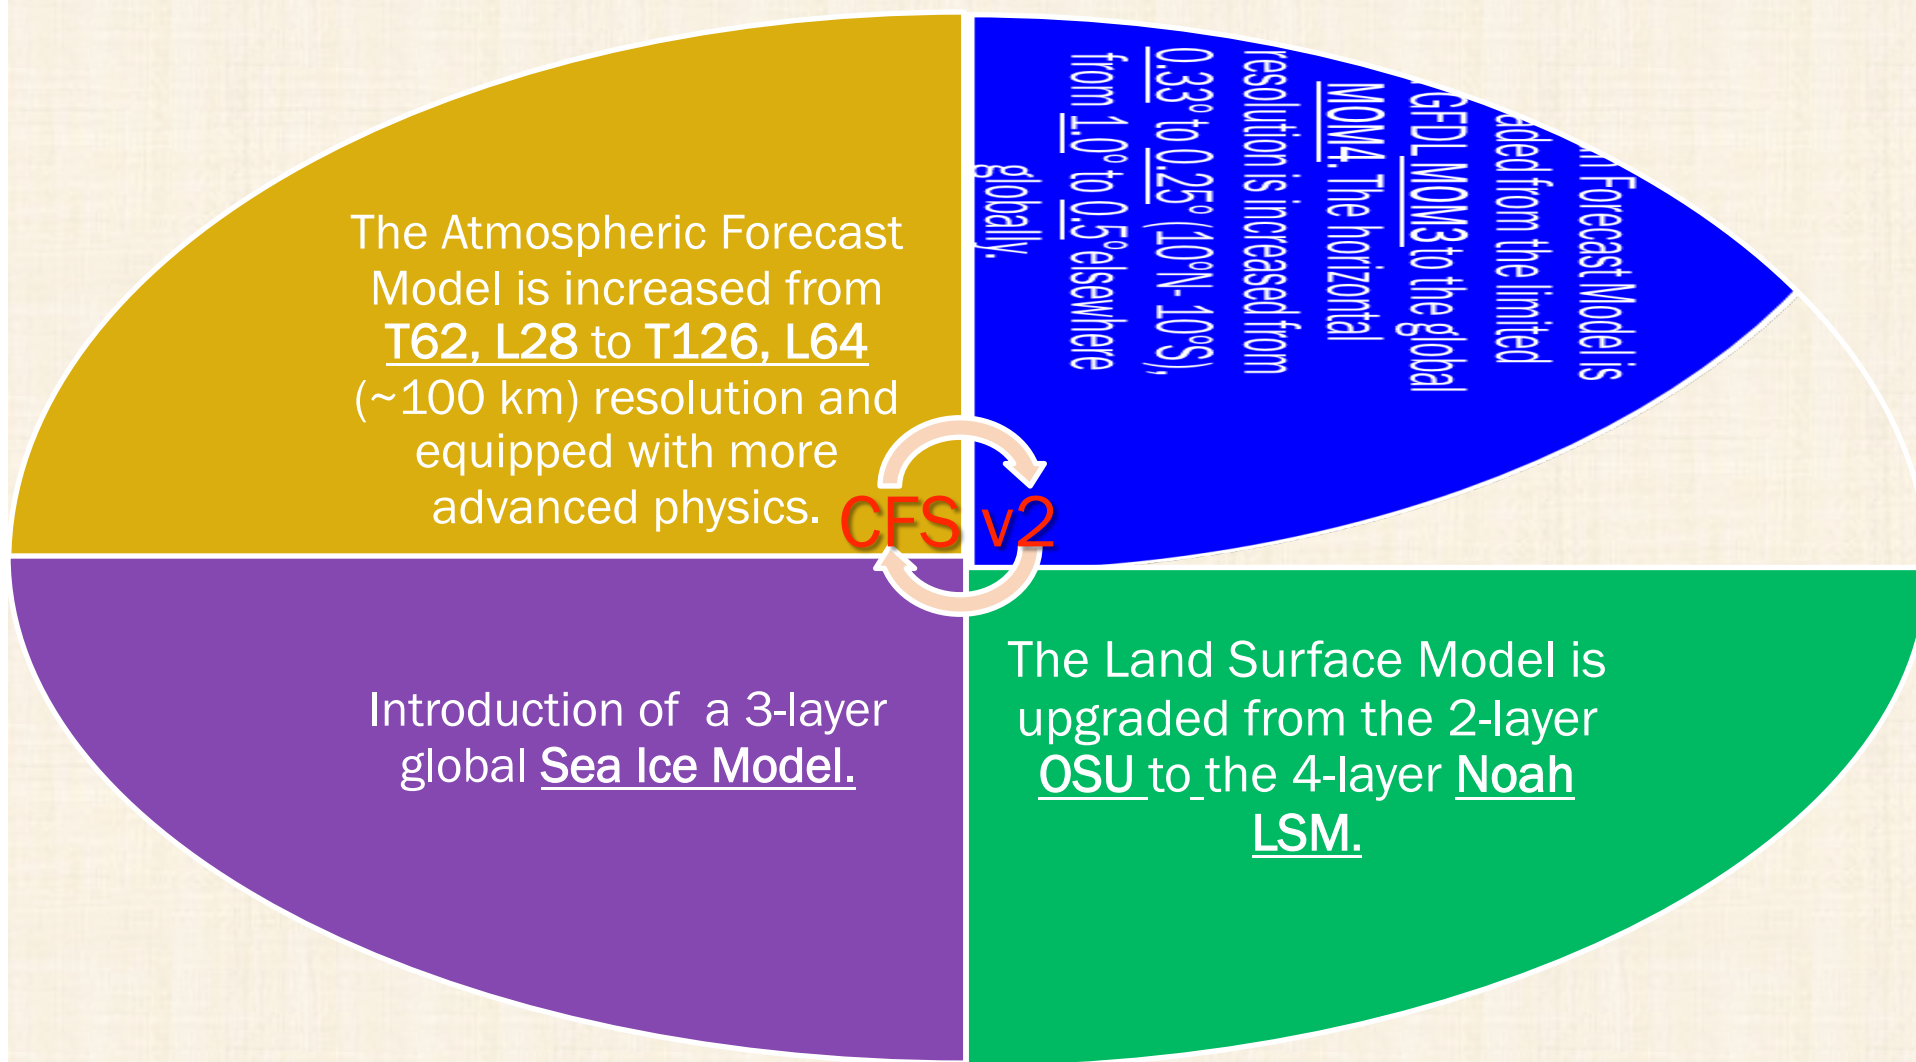 The Atmospheric Forecast
Model is increased from
T62, L28 to T126, L64
(~100 km) resolution and
equipped with more
advanced physics.
Forecast Model is
from the limited
GFDL MOM3 to the global
MOM4. The horizontal
resolution is increased from
0.33° to 0.25° (10°N- 10°S),
from 1.0° to 0.5° elsewhere
globally.
CFS v2
Introduction of a 3-layer
global Sea Ice Model.
The Land Surface Model is
upgraded from the 2-layer
OSU to the 4-layer Noah
LSM.